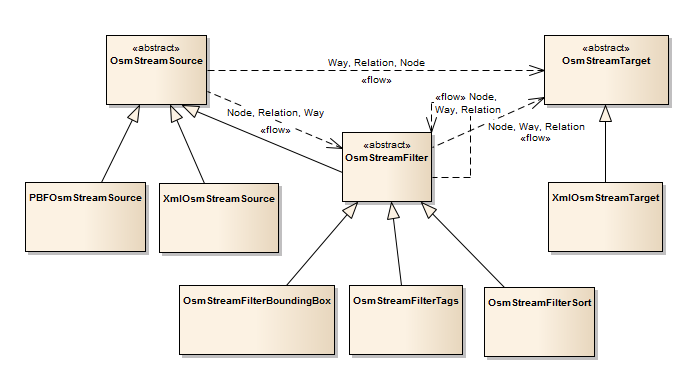 «abstract»
OsmStreamSource
Way, Relation, Node
«flow»
«abstract»
OsmStreamTarget
Node, Relation, Way
«flow»
«flow» Node,
Way, Relation
Node, Way, Relation
«flow»
«abstract»
OsmStreamFilter
PBFOsmStreamSource
XmlOsmStreamSource
XmlOsmStreamTarget
OsmStreamFilterBoundingBox
OsmStreamFilterTags
OsmStreamFilterSort